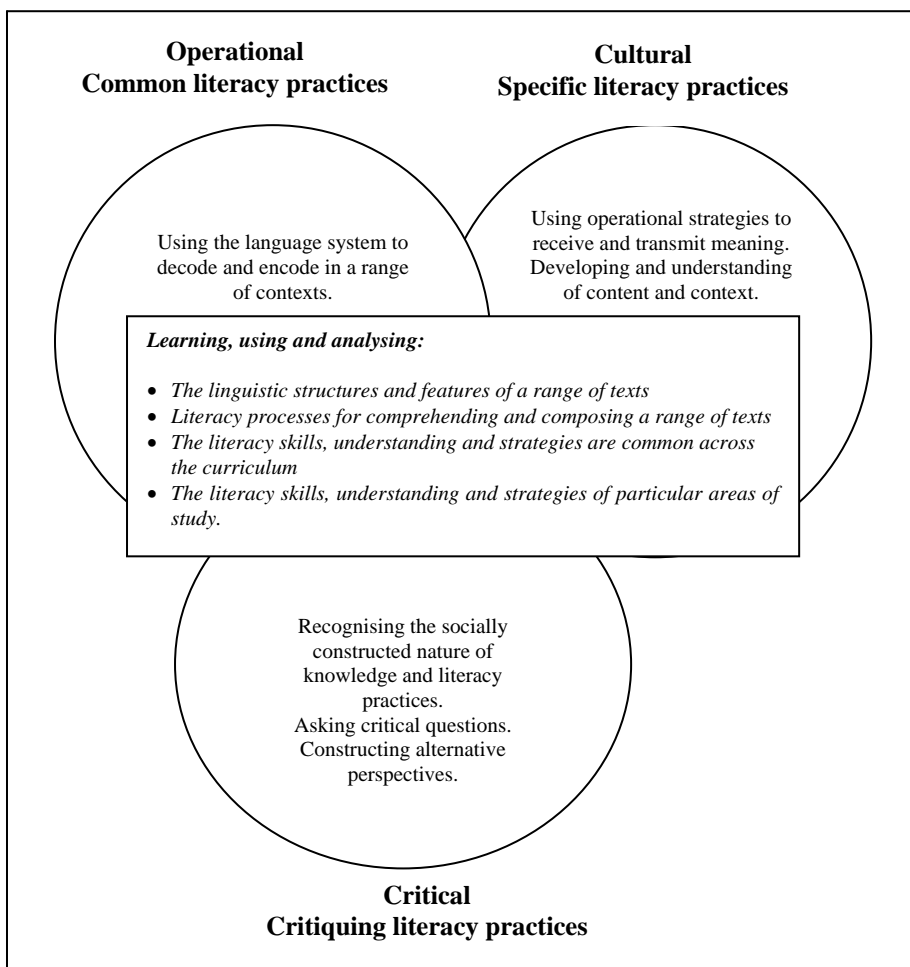 Operational
Common literacy practices
Cultural
Specific literacy practices
Using the language system to
decode and encode in a range
of contexts.
Using operational strategies to
receive and transmit meaning.
Developing and understanding
of content and context.
Learning, using and analysing:
• The linguistic structures and features of a range of texts
• Literacy processes for comprehending and composing a range of texts
• The literacy skills, understanding and strategies are common across
the curriculum
• The literacy skills, understanding and strategies of particular areas of
study.
Recognising the socially
constructed nature of
knowledge and literacy
practices.
Asking critical questions.
Constructing alternative
perspectives.
Critical
Critiquing literacy practices